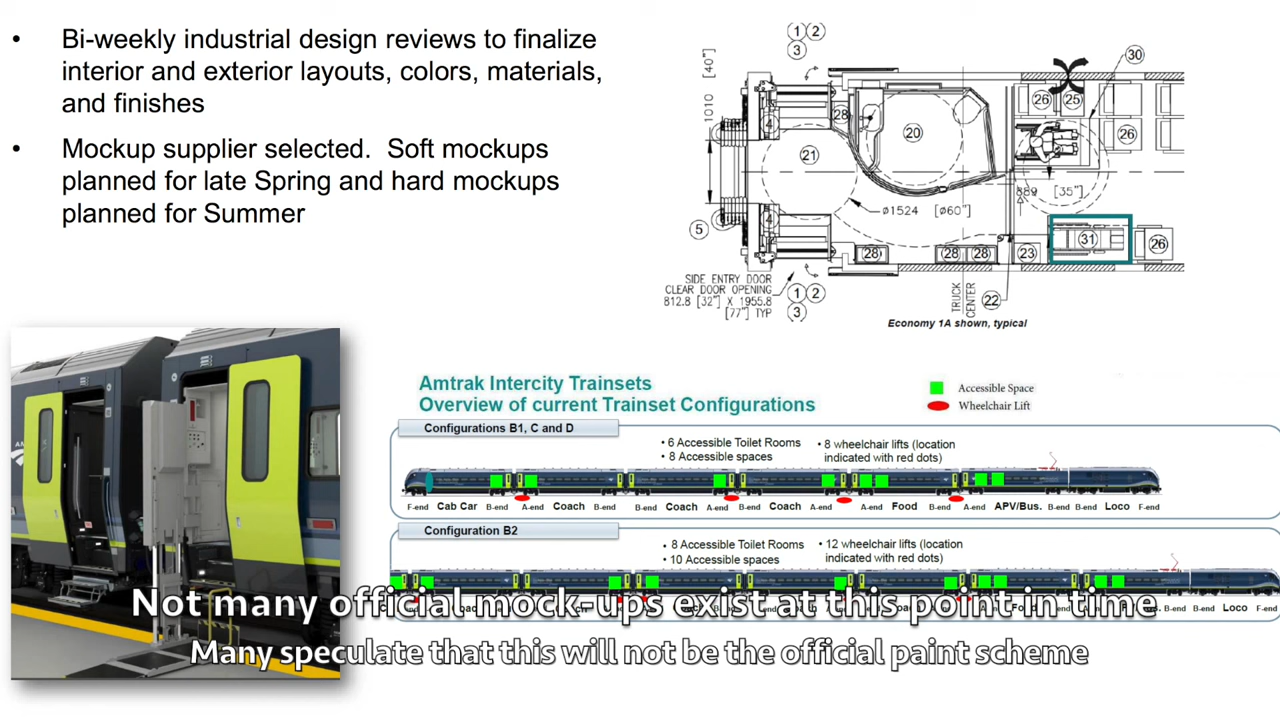 • Bi-weekly industrial design reviews to finalize
interior and exterior layouts, colors, materials,
and finishes
• Mockup supplier selected. Soft mockups
planned for late Spring and hard mockups
planned for Summer
1 2
3
1010 [40"]
4
28
20
21
26 25
30
26
889 [35"]
ø1524 [ø60"]
5
4
28
28 28
23
31
26
22
SIDE ENTRY DOOR
CLEAR DOOR OPENING
812.8 [32"] X 1955.8
[77"] TYP
1 2
3
TRUCK
CENTER
Economy 1A shown, typical
Amtrak Intercity Trainsets
Overview of current Trainset Configurations
Accessible Space
Wheelchair Lift
Configurations B1, C and D
• 6 Accessible Toilet Rooms
• 8 Accessible spaces
• 8 wheelchair lifts (location
indicated with red dots)
F-end Cab Car B-end A-end Coach B-end B-end Coach A-end B-end Coach A-end A-end Food B-end A-end APV/Bus. B-end B-end Loco F-end
Configuration B2
• 8 Accessible Toilet Rooms
• 10 Accessible spaces
• 12 wheelchair lifts (location
indicated with red dots)
B-end B-end Loco F-end
Not many official mock-ups exist at this point in time
Many speculate that this will not be the official paint scheme